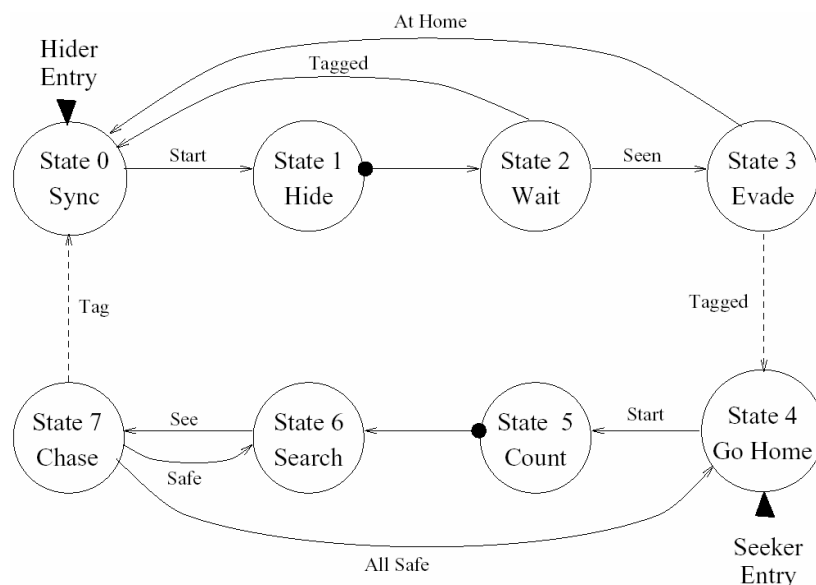 At Home
Hider
Entry
Tagged
State 0
Sync
Start
State 1
Hide
State 2
Wait
Seen
State 3
Evade
Tag
Tagged
State 7
Chase
See
Safe
State 6
Search
State 5
Count
Start
State 4
Go Home
All Safe
Seeker
Entry